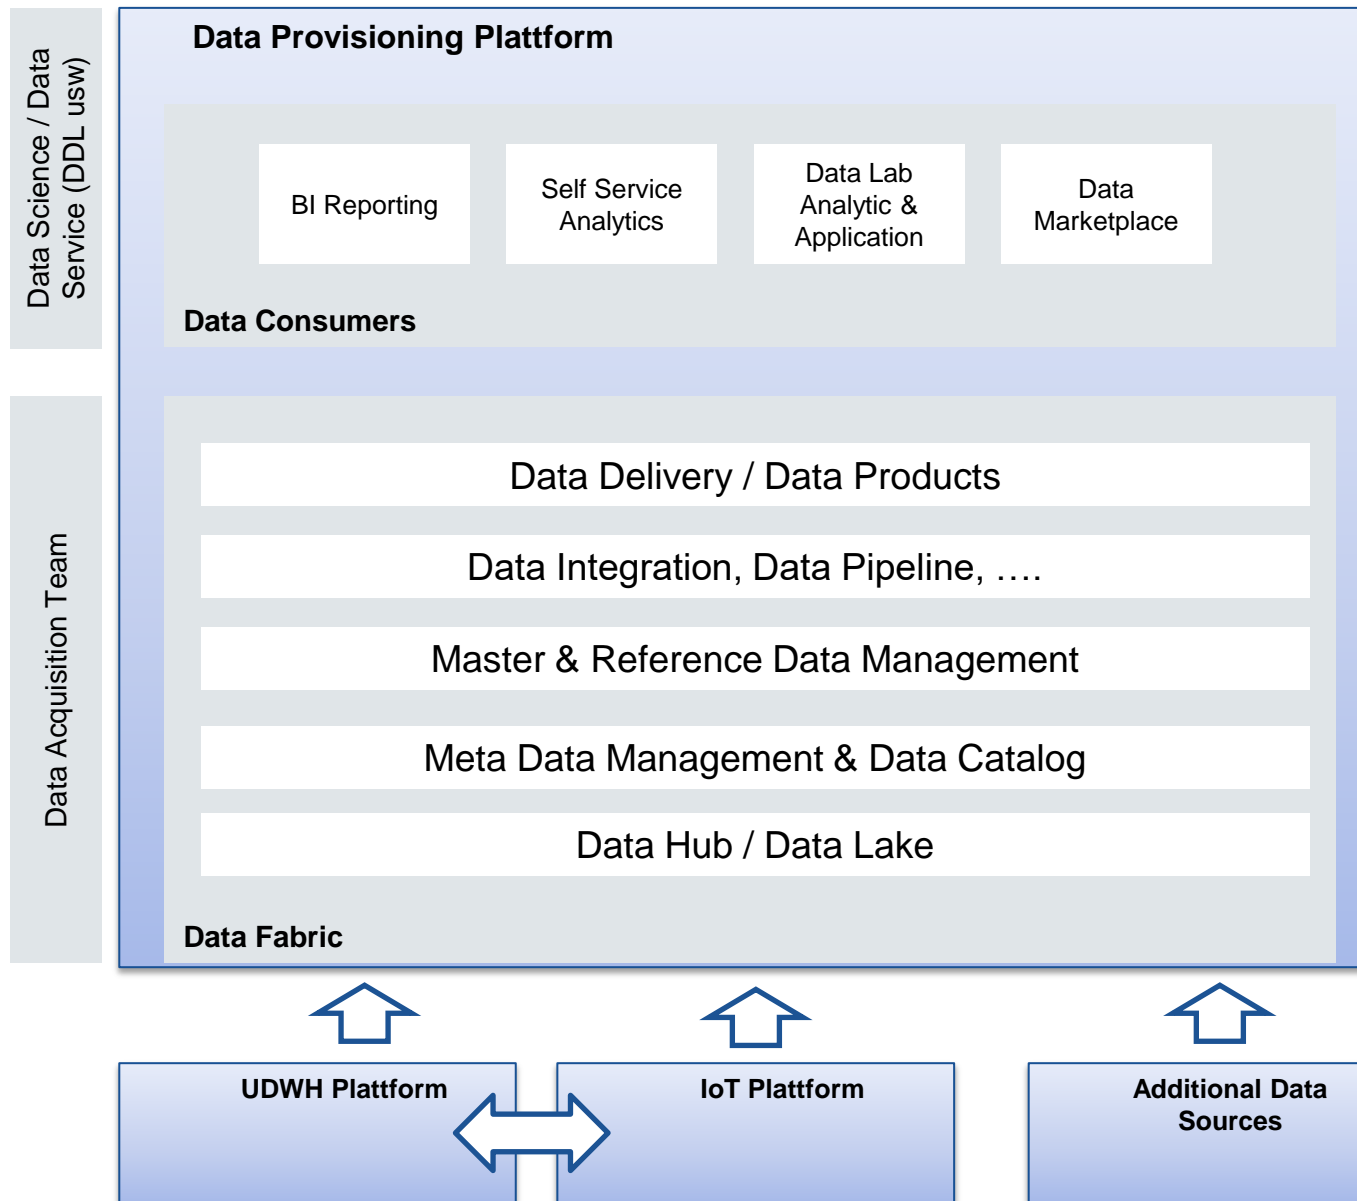 Data Provisioning Plattform
Data Science / Data
Service (DDL usw)
BI Reporting
Self Service
Analytics
Data Lab
Analytic &
Application
Data
Marketplace
Data Consumers
Data Acquisition Team
Data Delivery / Data Products
Data Integration, Data Pipeline, ….
Master & Reference Data Management
Meta Data Management & Data Catalog
Data Hub / Data Lake
Data Fabric
UDWH Plattform
IoT Plattform
Additional Data
Sources